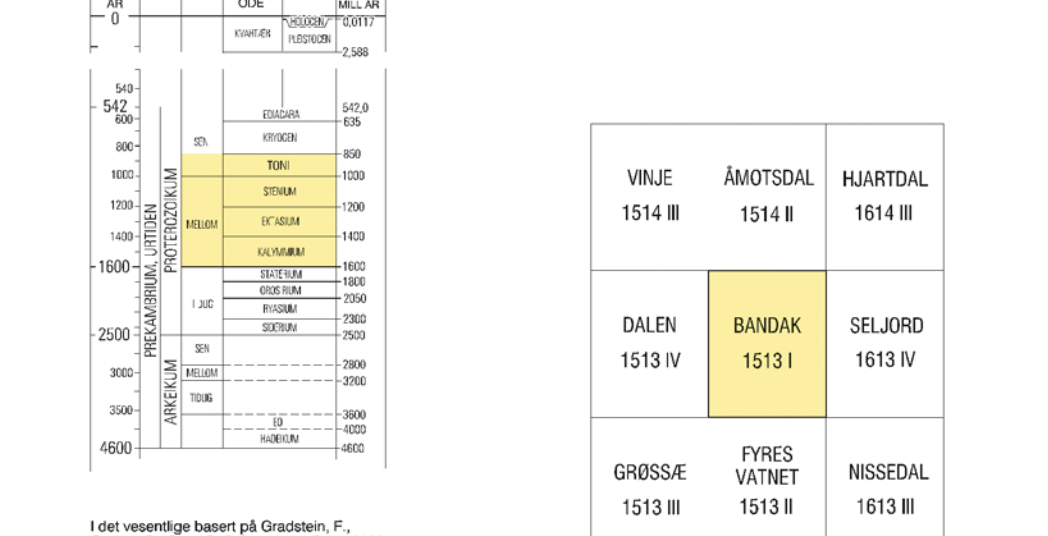 ÅR
ODE
MILL ÅR
0
HOLOCEN
0,0117
KVARTÆR
PLEISTOCEN
2,588
540
542
EDIACARA
542,0
600
635
800
SEN
KRYOGEN
850
TONI
1000
1000
STENIUM
1200
1200
MELLOM
EKTASIUM
1400
1400
KALYMMIUM
1600
1600
STATERIUM
1800
OROSIRIUM
2050
RYASIUM
2300
SIDERIUM
2500
2500
SEN
2800
3000
MELLOM
3200
TIDLIG
3500
3600
4000
HADEIKUM
4600
4600
PREKAMBRIUM, URTIDEN
PROTEROZOIKUM
ARKEIKUM
I det vesentlige basert på Gradstein, F.,
VINJE
1514 III
ÅMOTSDAL
1514 II
HJARTDAL
1614 III
DALEN
1513 IV
BANDAK
1513 I
SELJORD
1613 IV
GRØSSÆ
1513 III
FYRES
VATNET
1513 II
NISSEDAL
1613 III